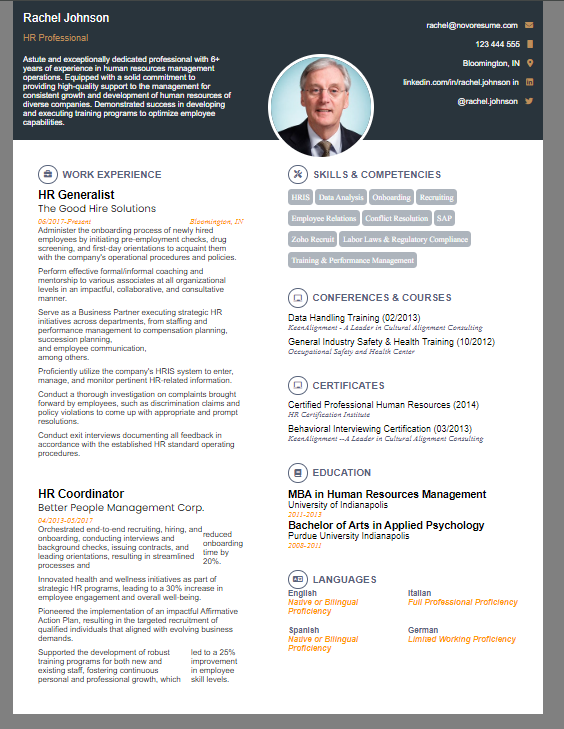 Rachel Johnson
HR Professional
Astute and exceptionally dedicated professional with 6+
years of experience in human resources management
operations. Equipped with a solid commitment to
providing high-quality support to the management for
consistent growth and development of human resources of
diverse companies. Demonstrated success in developing
and executing training programs to optimize employee
capabilities.
rachel@novoresume.com
123 444 555
Bloomington, IN
linkedin.com/in/rachel.johnson in
@rachel.johnson
WORK EXPERIENCE
HR Generalist
The Good Hire Solutions
06/2017-Present
Bloomington, IN
Administer the onboarding process of newly hired
employees by initiating pre-employment checks, drug
screening, and first-day orientations to acquaint them
with the company's operational procedures and policies.
Perform effective formal/informal coaching and
mentorship to various associates at all organizational
levels in an impactful, collaborative, and consultative
manner.
Serve as a Business Partner executing strategic HR
initiatives across departments, from staffing and
performance management to compensation planning,
succession planning,
and employee communication,
among others.
Proficiently utilize the company's HRIS system to enter,
manage, and monitor pertinent HR-related information.
Conduct a thorough investigation on complaints brought
forward by employees, such as discrimination claims and
policy violations to come up with appropriate and prompt
resolutions.
Conduct exit interviews documenting all feedback in
accordance with the established HR standard operating
procedures.
HR Coordinator
Better People Management Corp.
04/2013-05/2017
Orchestrated end-to-end recruiting, hiring, and
onboarding, conducting interviews and
background checks, issuing contracts, and
leading orientations, resulting in streamlined
processes and
reduced
onboarding
time by
20%.
Innovated health and wellness initiatives as part of
strategic HR programs, leading to a 30% increase in
employee engagement and overall well-being.
Pioneered the implementation of an impactful Affirmative
Action Plan, resulting in the targeted recruitment of
qualified individuals that aligned with evolving business
demands.
Supported the development of robust
training programs for both new and
existing staff, fostering continuous
personal and professional growth, which
led to a 25%
improvement
in employee
skill levels.
SKILLS & COMPETENCIES
HRIS Data Analysis Onboarding Recruiting
Employee Relations Conflict Resolution SAP
Zoho Recruit Labor Laws & Regulatory Compliance
Training & Performance Management
CONFERENCES & COURSES
Data Handling Training (02/2013)
KeenAlignment - A Leader in Cultural Alignment Consulting
General Industry Safety & Health Training (10/2012)
Occupational Safety and Health Center
CERTIFICATES
Certified Professional Human Resources (2014)
HR Certification Institute
Behavioral Interviewing Certification (03/2013)
KeenAlignment --A Leader in Cultural Alignment Consulting
EDUCATION
MBA in Human Resources Management
University of Indianapolis
2011-2013
Bachelor of Arts in Applied Psychology
Purdue University Indianapolis
2008-2011
LANGUAGES
English
Native or Bilingual
Proficiency
Italian
Full Professional Proficiency
Spanish
Native or Bilingual
Proficiency
German
Limited Working Proficiency